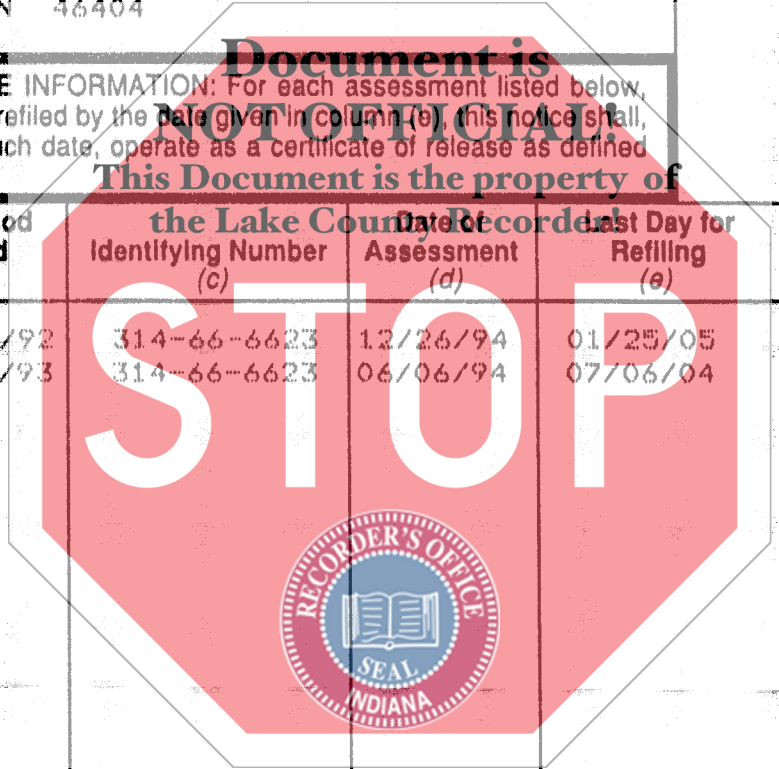 N 46404
Document is
E INFORMATION: For each assessment listed below,
NOT OFFICIAL!
efiled by the date given in column (e), this notice shall,
ch date, operate as a certificate of release as defined
This Document is the property of
the Lake County Recorder!
od Identifying Number (c) Date of Assessment (d) Last Day for Refiling (e)
/92 314-66-6623 12/26/94 01/25/05
/93 314-66-6623 06/06/94 07/06/04
STOP
RECORDER'S OFFICE
SEAL
INDIANA